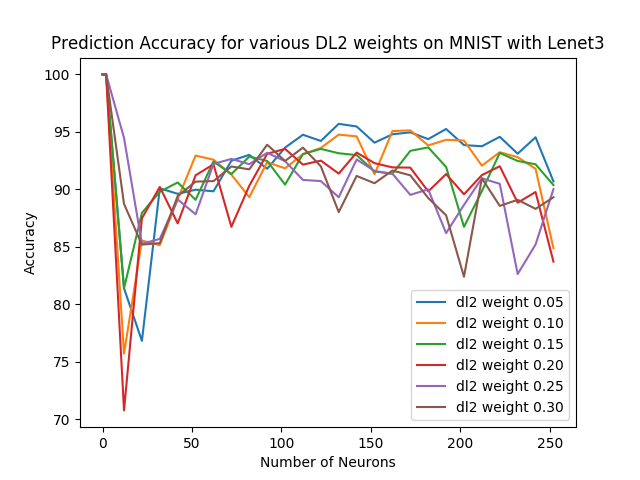 Prediction Accuracy for various DL2 weights on MNIST with Lenet3
100
95
90
85
80
75
70
Accuracy
dl2 weight 0.05
dl2 weight 0.10
dl2 weight 0.15
dl2 weight 0.20
dl2 weight 0.25
dl2 weight 0.30
0 50 100 150 200 250
Number of Neurons